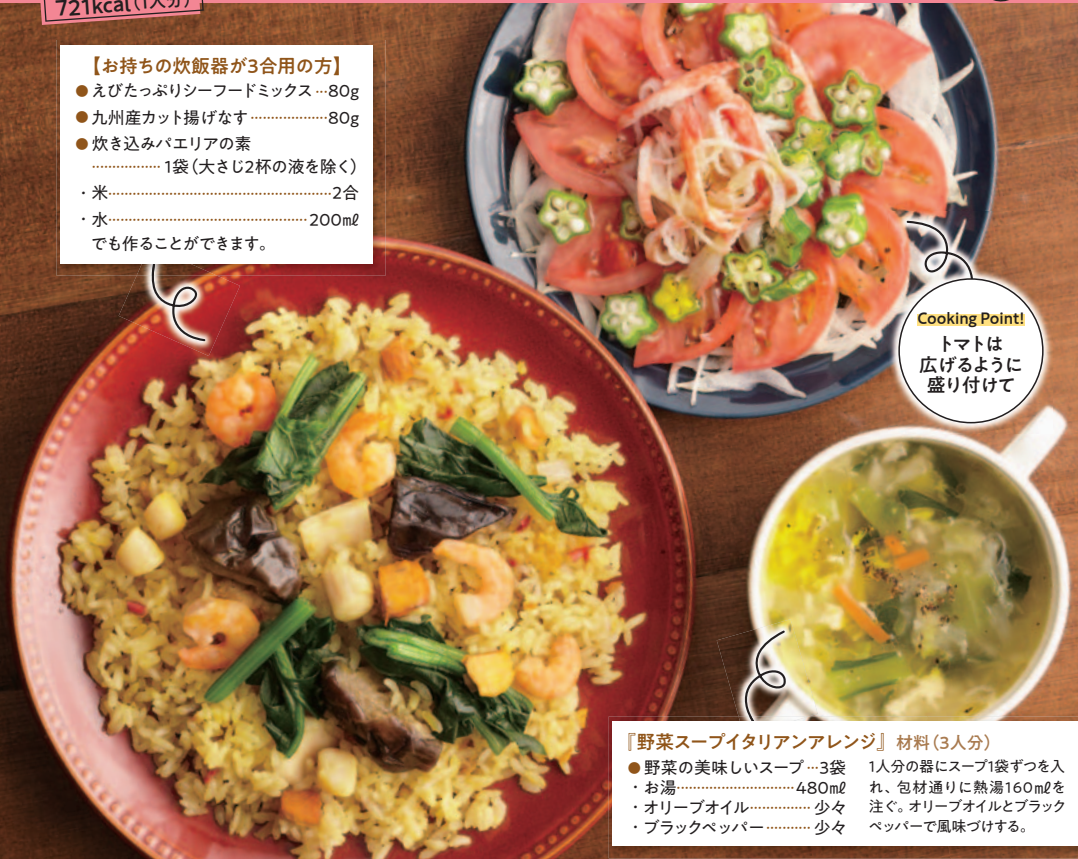 721kcal(1人分)
【お持ちの炊飯器が3合用の方】
●えびたっぷりシーフードミックス…80g
●九州産カット揚げなす…………………80g
●炊き込みパエリアの素
……………… 1袋(大さじ2杯の液を除く)
・米……………………………………………2合
・水………………………………………200㎖
でも作ることができます。
Cooking Point!
トマトは
広げるように
盛り付けて
『野菜スープイタリアンアレンジ』 材料(3人分)
●野菜の美味しいスープ…3袋
・お湯………………………480㎖
・オリーブオイル…………… 少々
・ブラックペッパー………… 少々
1人分の器にスープ1袋ずつを入
れ、包材通りに熱湯160㎖を
注ぐ。オリーブオイルとブラック
ペッパーで風味づけする。